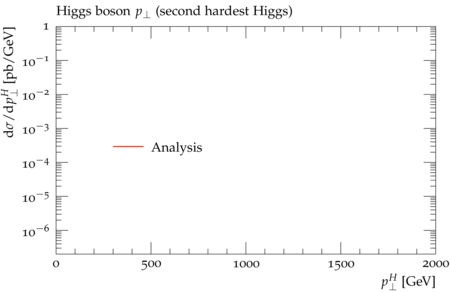 Higgs boson p⊥ (second hardest Higgs)
dσ/dp⊥^H [pb/GeV]
1
10^−1
10^−2
10^−3
10^−4
10^−5
10^−6
Analysis
0 500 1000 1500 2000
p⊥^H [GeV]